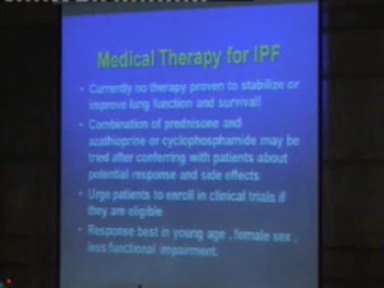 Medical Therapy for IPF
• Currently no therapy proven to stabilize or
improve lung function and survival!
• Combination of prednisone and
azathioprine or cyclophosphamide may be
tried after conferring with patients about
potential response and side effects
• Urge patients to enroll in clinical trials if
they are eligible
• Response best in young age , female sex ,
less functional impairment.